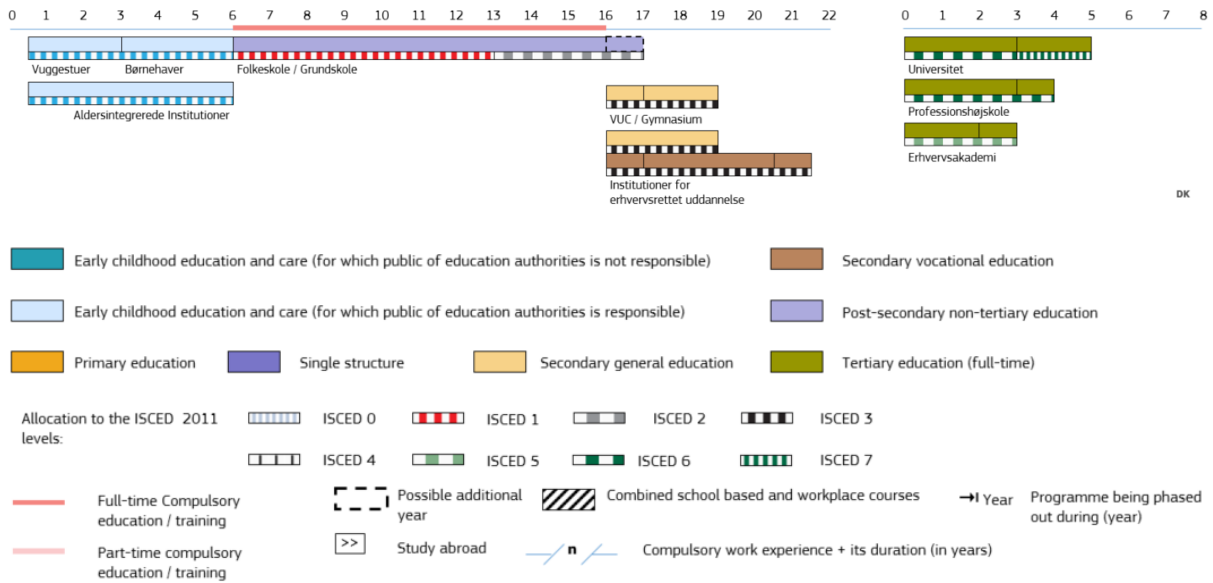 0 1 2 3 4 5 6 7 8 9 10 11 12 13 14 15 16 17 18 19 20 21 22
0 1 2 3 4 5 6 7 8
Vuggestuer Børnehaver Folkeskole / Grundskole
Universitet
Aldersintegrerede Institutioner
VUC / Gymnasium
Professionshøjskole
Erhvervsakademi
Institutioner for
erhvervsrettet uddannelse
DK
Early childhood education and care (for which public of education authorities is not responsible)
Secondary vocational education
Early childhood education and care (for which public of education authorities is responsible)
Post-secondary non-tertiary education
Primary education
Single structure
Secondary general education
Tertiary education (full-time)
Allocation to the ISCED 2011
levels:
ISCED 0
ISCED 1
ISCED 2
ISCED 3
ISCED 4
ISCED 5
ISCED 6
ISCED 7
Full-time Compulsory
education / training
Possible additional
year
Combined school based and workplace courses
Year
Programme being phased
out during (year)
Part-time compulsory
education / training
>>
Study abroad
n
Compulsory work experience + its duration (in years)